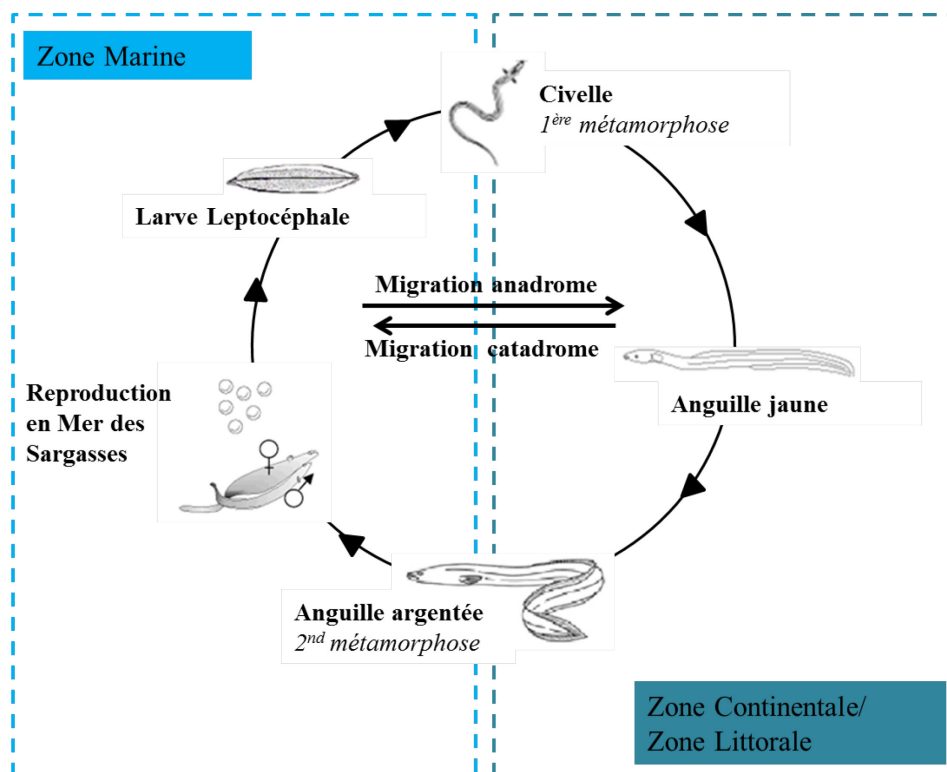 Zone Marine
Civelle
1ère métamorphose
Larve Leptocéphale
Migration anadrome
Migration catadrome
Reproduction
en Mer des
Sargasses
Anguille jaune
Anguille argentée
2nd métamorphose
Zone Continentale/
Zone Littorale